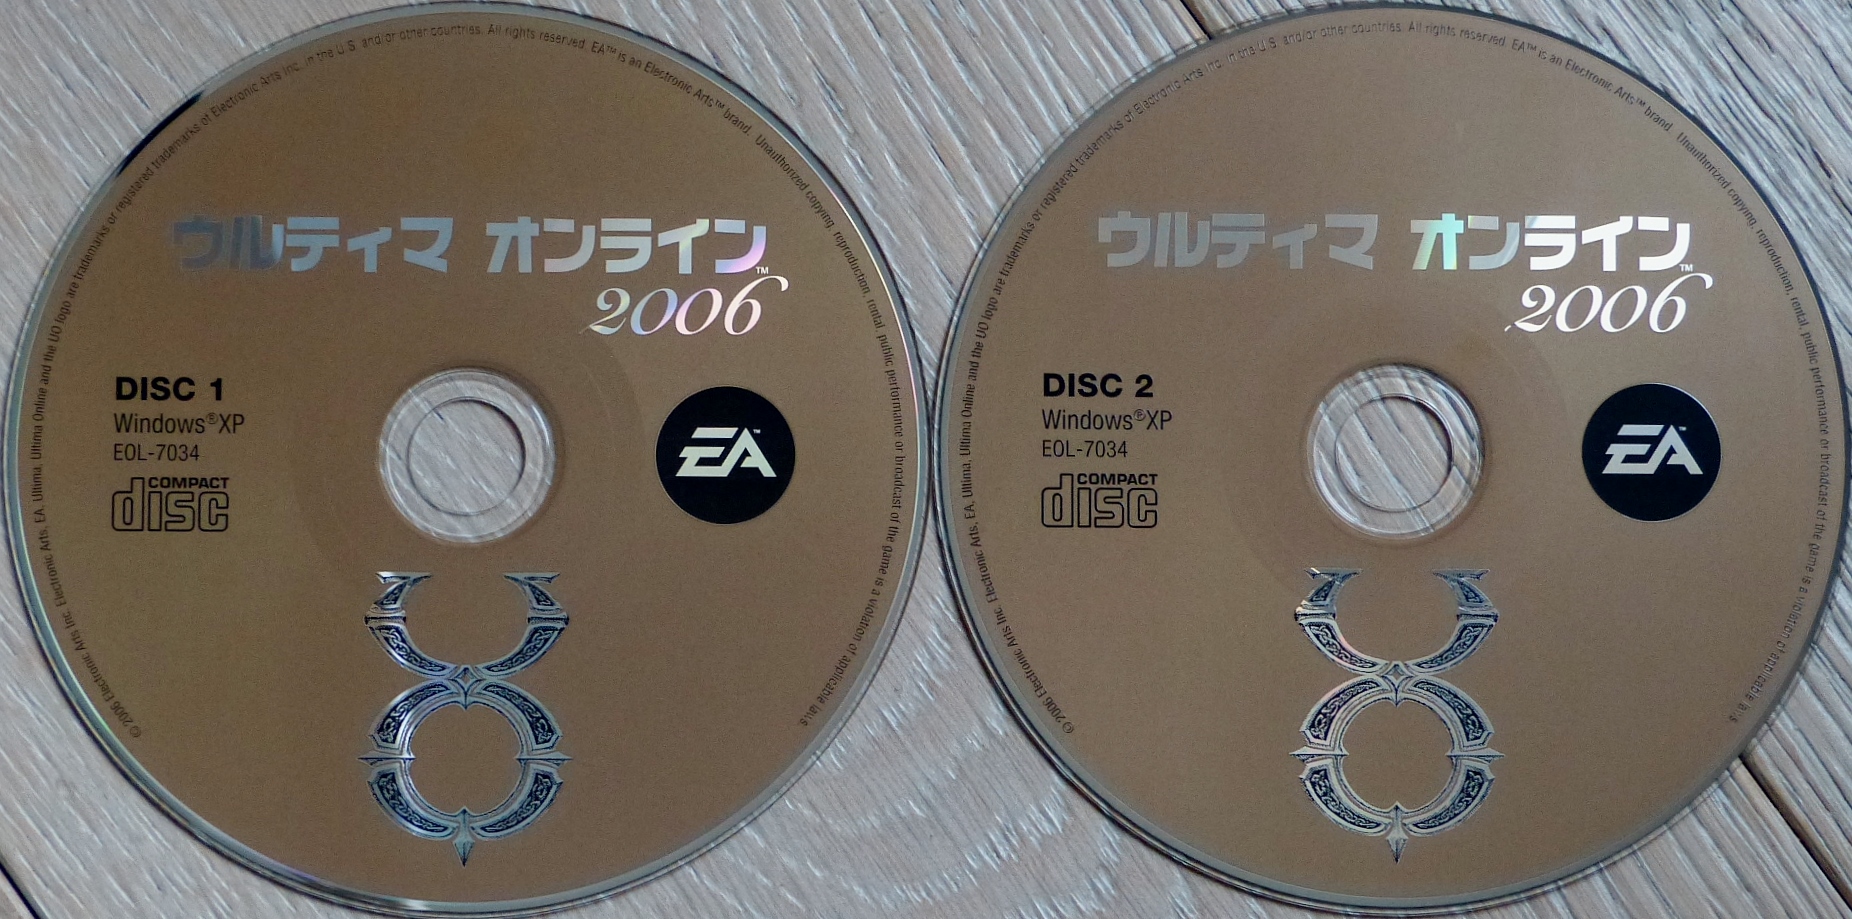 ウルティマ オンライン™
2006
DISC 1
Windows®XP
EOL-7034
COMPACT
disc
EA™
© 2006 Electronic Arts Inc. Electronic Arts, EA, Ultima, Ultima Online and the UO logo are trademarks or registered trademarks of Electronic Arts Inc. in the U.S. and/or other countries. All rights reserved. EA™ is an Electronic Arts™ brand. Unauthorized copying, reproduction, rental, public performance or broadcast of the game is a violation of applicable laws.
ウルティマ オンライン™
2006
DISC 2
Windows®XP
EOL-7034
COMPACT
disc
EA™
© 2006 Electronic Arts Inc. Electronic Arts, EA, Ultima, Ultima Online and the UO logo are trademarks or registered trademarks of Electronic Arts Inc. in the U.S. and/or other countries. All rights reserved. EA™ is an Electronic Arts™ brand. Unauthorized copying, reproduction, rental, public performance or broadcast of the game is a violation of applicable laws.